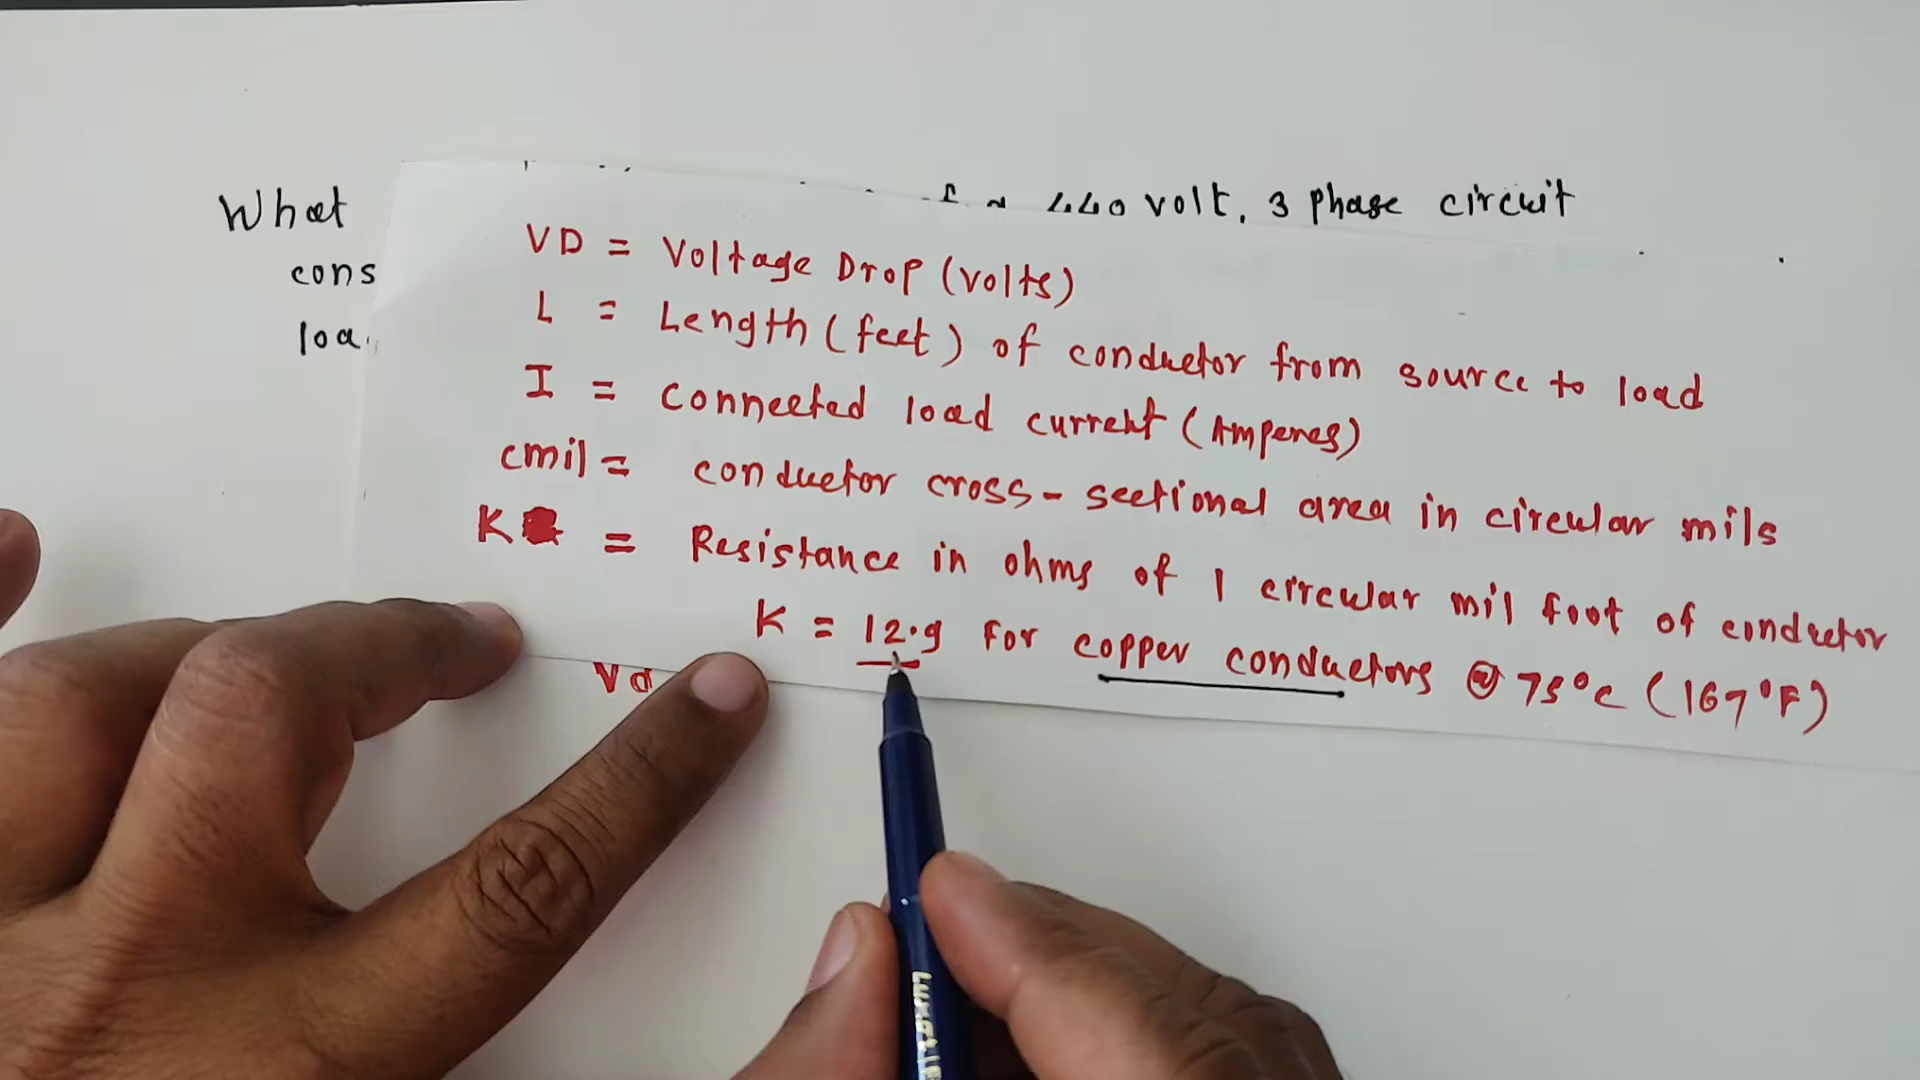 What 440 volt, 3 phase circuit
cons
loa
VD = Voltage Drop (volts)
L = Length (feet) of conductor from source to load
I = connected load current (Amperes)
cmil = conductor cross-sectional area in circular mils
K = Resistance in ohms of 1 circular mil foot of conductor
K = 12.9 for copper conductors @ 75°C (167°F)
Vo